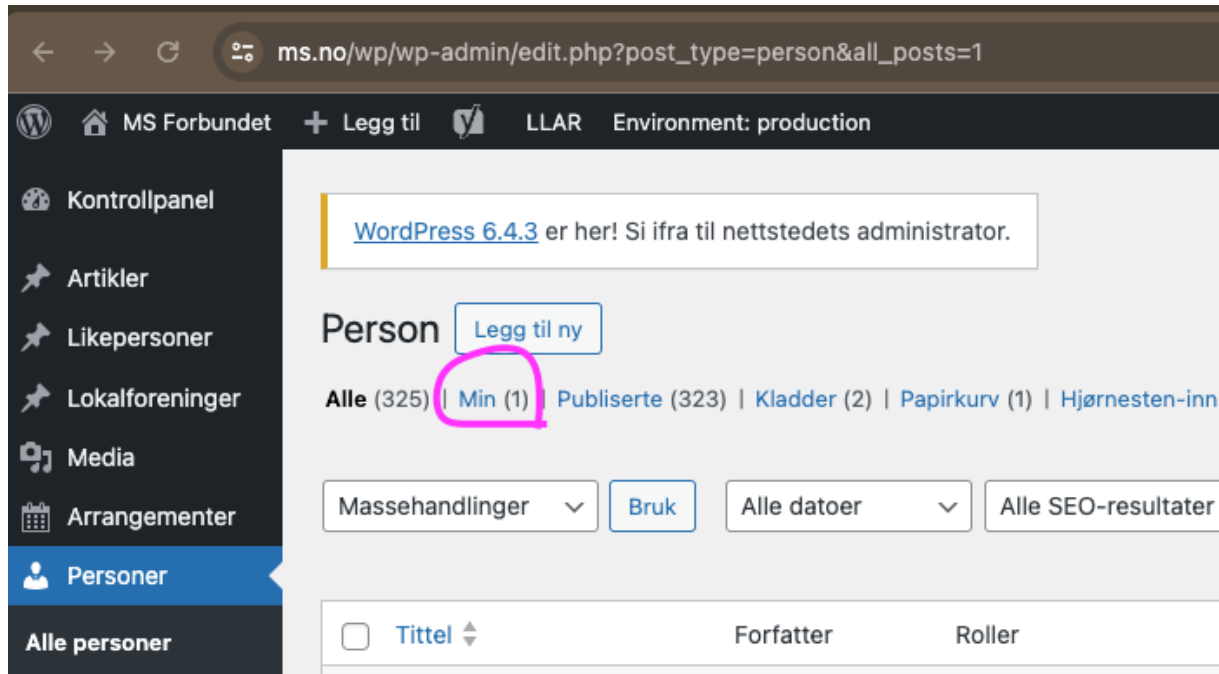 ms.no/wp/wp-admin/edit.php?post_type=person&all_posts=1
MS Forbundet + Legg til LLAR Environment: production
Kontrollpanel
WordPress 6.4.3 er her! Si ifra til nettstedets administrator.
Artikler
Likepersoner
Lokalforeninger
Media
Arrangementer
Personer
Alle personer
Person Legg til ny
Alle (325) | Min (1) | Publiserte (323) | Kladder (2) | Papirkurv (1) | Hjørnesten-inn
Massehandlinger Bruk Alle datoer Alle SEO-resultater
Tittel Forfatter Roller